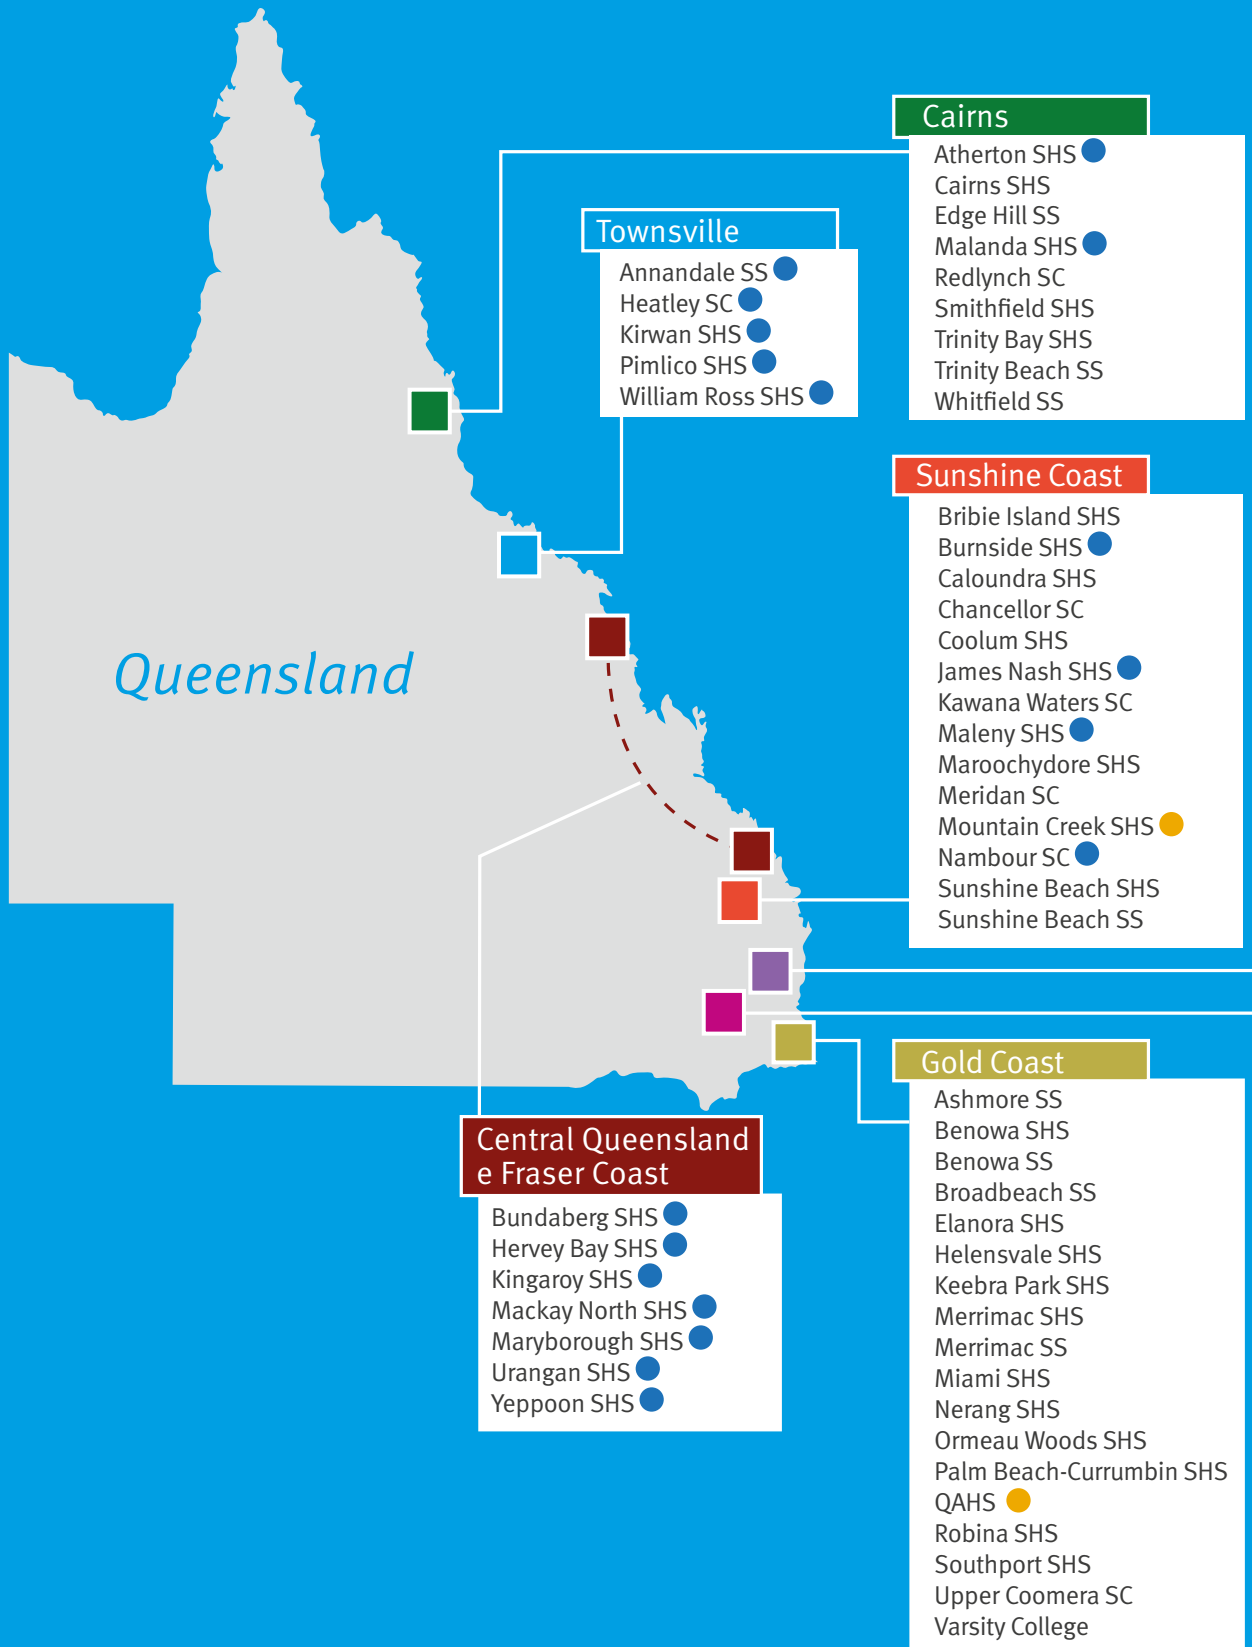 Cairns
Atherton SHS
Cairns SHS
Edge Hill SS
Malanda SHS
Redlynch SC
Smithfield SHS
Trinity Bay SHS
Trinity Beach SS
Whitfield SS
Townsville
Annandale SS
Heatley SC
Kirwan SHS
Pimlico SHS
William Ross SHS
Sunshine Coast
Bribie Island SHS
Burnside SHS
Caloundra SHS
Chancellor SC
Coolum SHS
James Nash SHS
Kawana Waters SC
Maleny SHS
Maroochydore SHS
Meridan SC
Mountain Creek SHS
Nambour SC
Sunshine Beach SHS
Sunshine Beach SS
Queensland
Gold Coast
Ashmore SS
Benowa SHS
Benowa SS
Broadbeach SS
Elanora SHS
Helensvale SHS
Keebra Park SHS
Merrimac SHS
Merrimac SS
Miami SHS
Nerang SHS
Ormeau Woods SHS
Palm Beach-Currumbin SHS
QAHS
Robina SHS
Southport SHS
Upper Coomera SC
Varsity College
Central Queensland
e Fraser Coast
Bundaberg SHS
Hervey Bay SHS
Kingaroy SHS
Mackay North SHS
Maryborough SHS
Urangan SHS
Yeppoon SHS